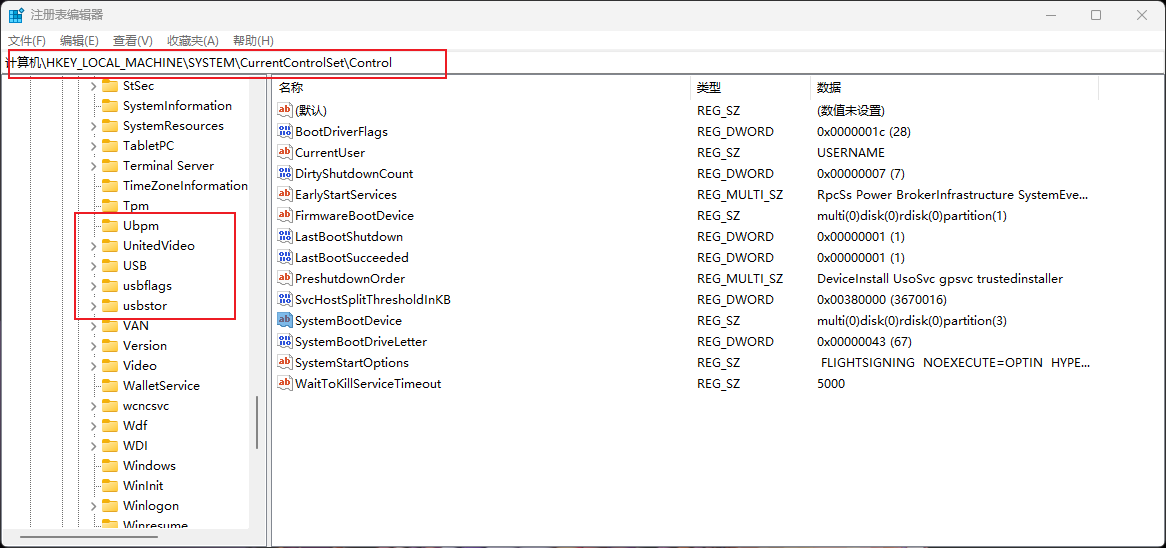 注册表编辑器
文件(F) 编辑(E) 查看(V) 收藏夹(A) 帮助(H)
计算机\HKEY_LOCAL_MACHINE\SYSTEM\CurrentControlSet\Control
StSec
SystemInformation
SystemResources
TabletPC
Terminal Server
TimeZoneInformation
Tpm
Ubpm
UnitedVideo
USB
usbflags
usbstor
VAN
Version
Video
WalletService
wcncsvc
Wdf
WDI
Windows
WinInit
Winlogon
Winresume
名称 类型 数据
(默认) REG_SZ (数值未设置)
BootDriverFlags REG_DWORD 0x0000001c (28)
CurrentUser REG_SZ USERNAME
DirtyShutdownCount REG_DWORD 0x00000007 (7)
EarlyStartServices REG_MULTI_SZ RpcSs Power BrokerInfrastructure SystemEve...
FirmwareBootDevice REG_SZ multi(0)disk(0)rdisk(0)partition(1)
LastBootShutdown REG_DWORD 0x00000001 (1)
LastBootSucceeded REG_DWORD 0x00000001 (1)
PreshutdownOrder REG_MULTI_SZ DeviceInstall UsoSvc gpsvc trustedinstaller
SvcHostSplitThresholdInKB REG_DWORD 0x00380000 (3670016)
SystemBootDevice REG_SZ multi(0)disk(0)rdisk(0)partition(3)
SystemBootDriveLetter REG_DWORD 0x00000043 (67)
SystemStartOptions REG_SZ FLIGHTSIGNING NOEXECUTE=OPTIN HYPE...
WaitToKillServiceTimeout REG_SZ 5000